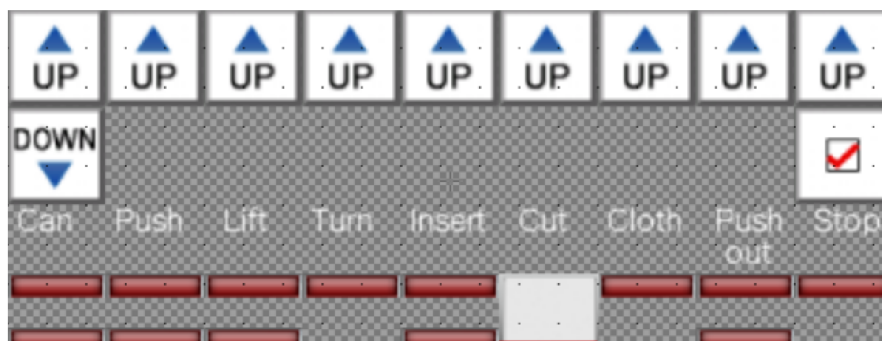 UP UP UP UP UP UP UP UP UP
DOWN
Can Push Lift Turn Insert Cut Cloth Push out Stop